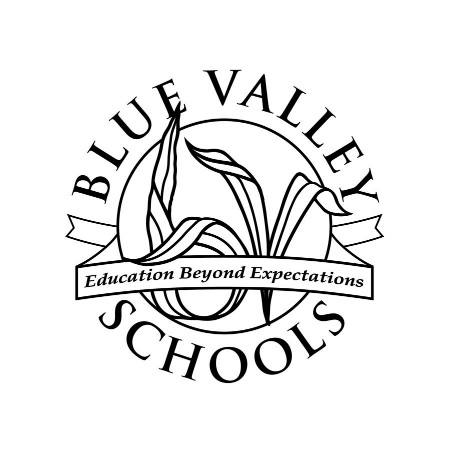 BLUE VALLEY
Education Beyond Expectations
SCHOOLS